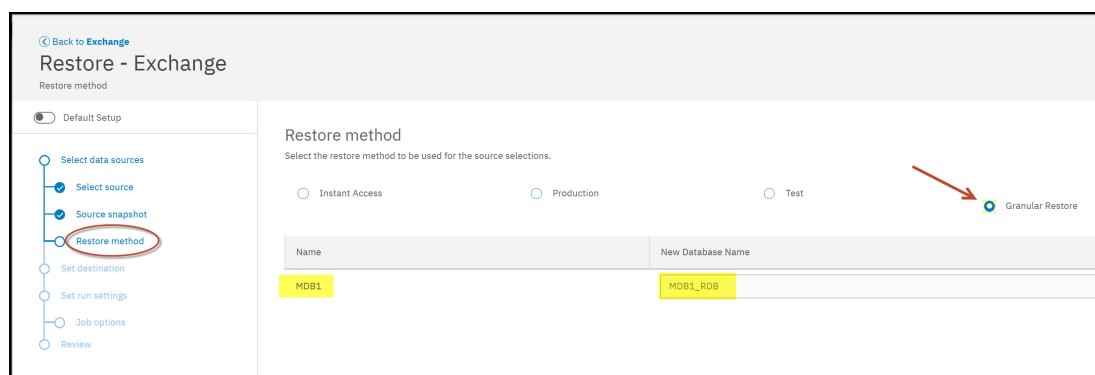 Back to Exchange
Restore - Exchange
Restore method
Default Setup
Select data sources
Select source
Source snapshot
Restore method
Set destination
Set run settings
Job options
Review
Restore method
Select the restore method to be used for the source selections.
Instant Access
Production
Test
Granular Restore
Name
New Database Name
MDB1
MDB1_RDB